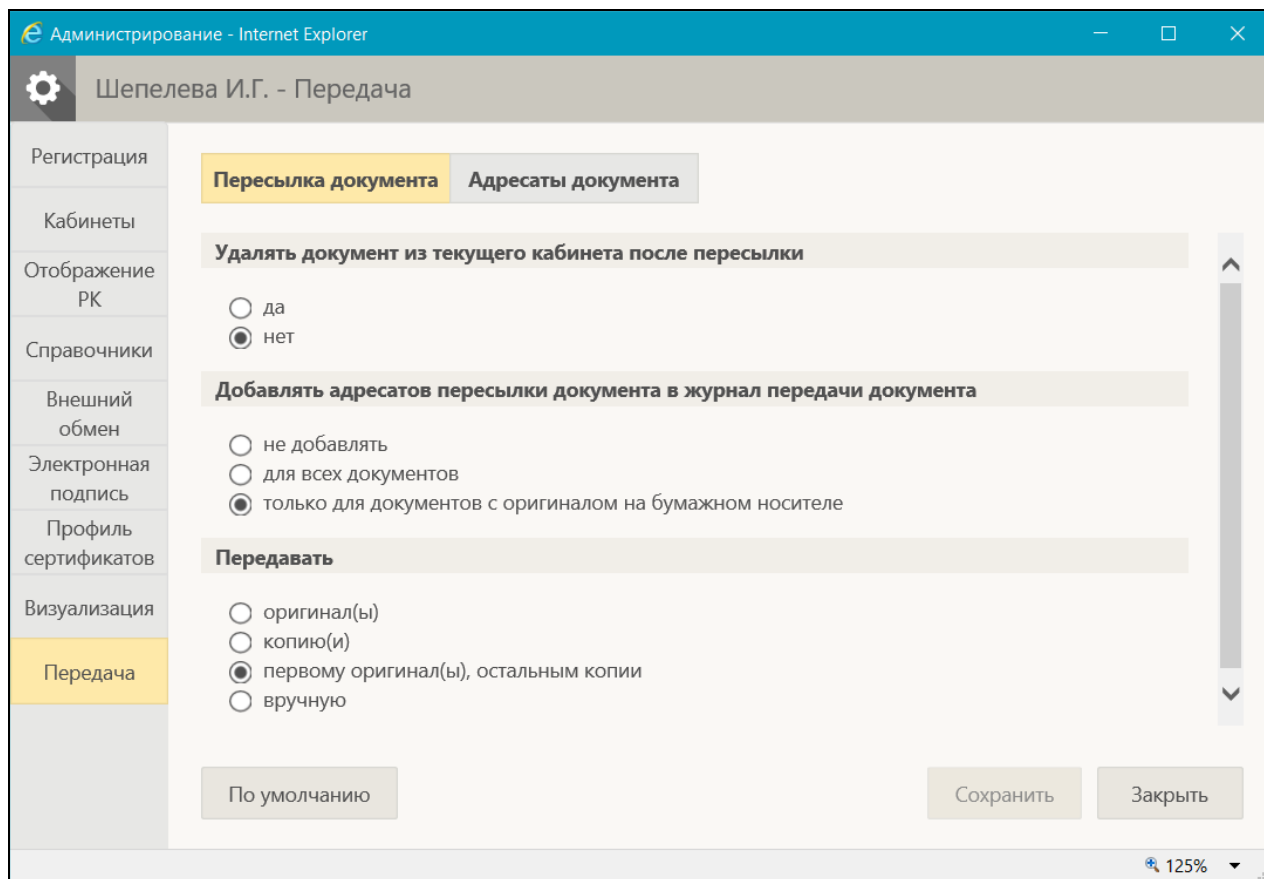 Администрирование - Internet Explorer
Шепелева И.Г. - Передача
Регистрация
Кабинеты
Отображение
РК
Справочники
Внешний
обмен
Электронная
подпись
Профиль
сертификатов
Визуализация
Передача
Пересылка документа
Адресаты документа
Удалять документ из текущего кабинета после пересылки
да
нет
Добавлять адресатов пересылки документа в журнал передачи документа
не добавлять
для всех документов
только для документов с оригиналом на бумажном носителе
Передавать
оригинал(ы)
копию(и)
первому оригинал(ы), остальным копии
вручную
По умолчанию
Сохранить
Закрыть
125%